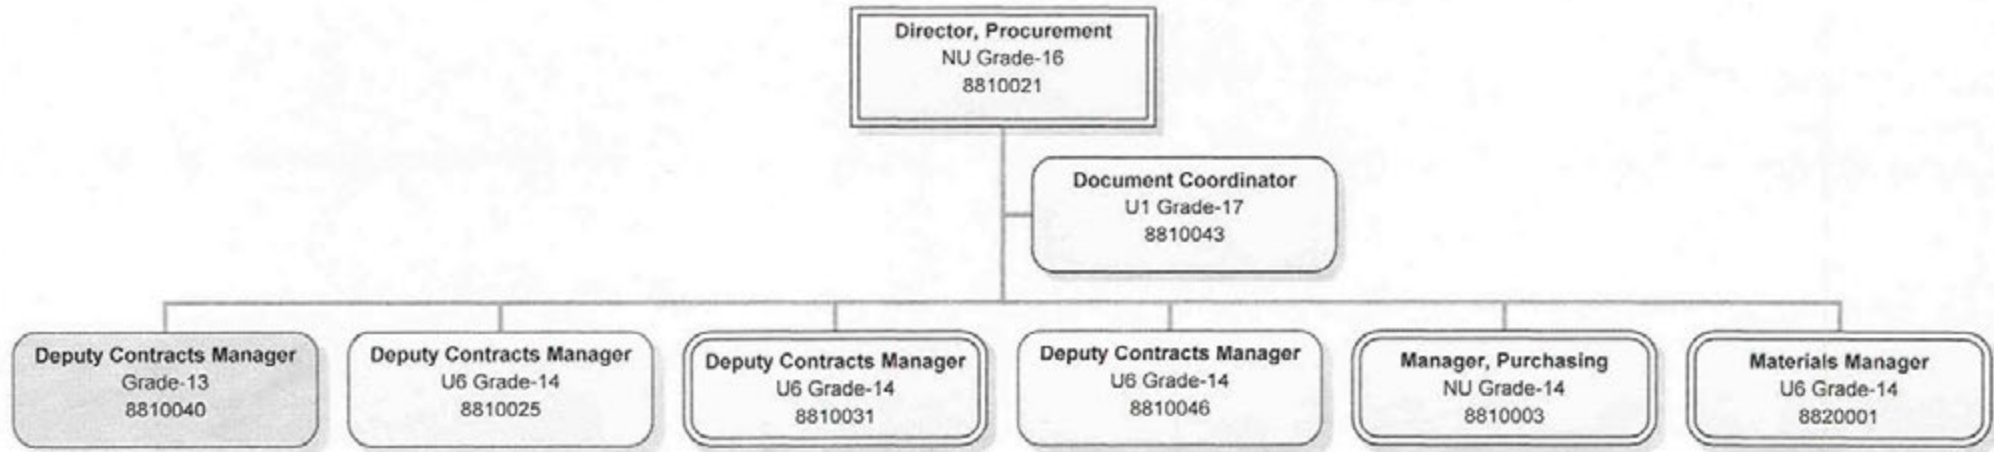 Director, Procurement
NU Grade-16
8810021
Document Coordinator
U1 Grade-17
8810043
Deputy Contracts Manager
Grade-13
8810040
Deputy Contracts Manager
U6 Grade-14
8810025
Deputy Contracts Manager
U6 Grade-14
8810031
Deputy Contracts Manager
U6 Grade-14
8810046
Manager, Purchasing
NU Grade-14
8810003
Materials Manager
U6 Grade-14
8820001